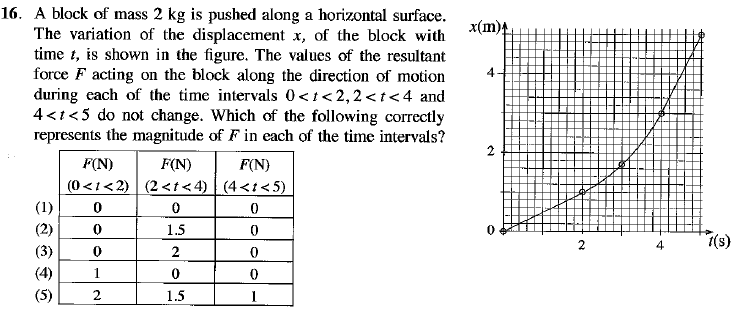 16. A block of mass 2 kg is pushed along a horizontal surface.
The variation of the displacement x, of the block with
time t, is shown in the figure. The values of the resultant
force F acting on the block along the direction of motion
during each of the time intervals 0<t<2, 2<t<4 and
4<t<5 do not change. Which of the following correctly
represents the magnitude of F in each of the time intervals?
F(N) F(N) F(N)
(0<t<2) (2<t<4) (4<t<5)
(1) 0 0 0
(2) 0 1.5 0
(3) 0 2 0
(4) 1 0 0
(5) 2 1.5 1
x(m)
4
2
0
2 4 t(s)